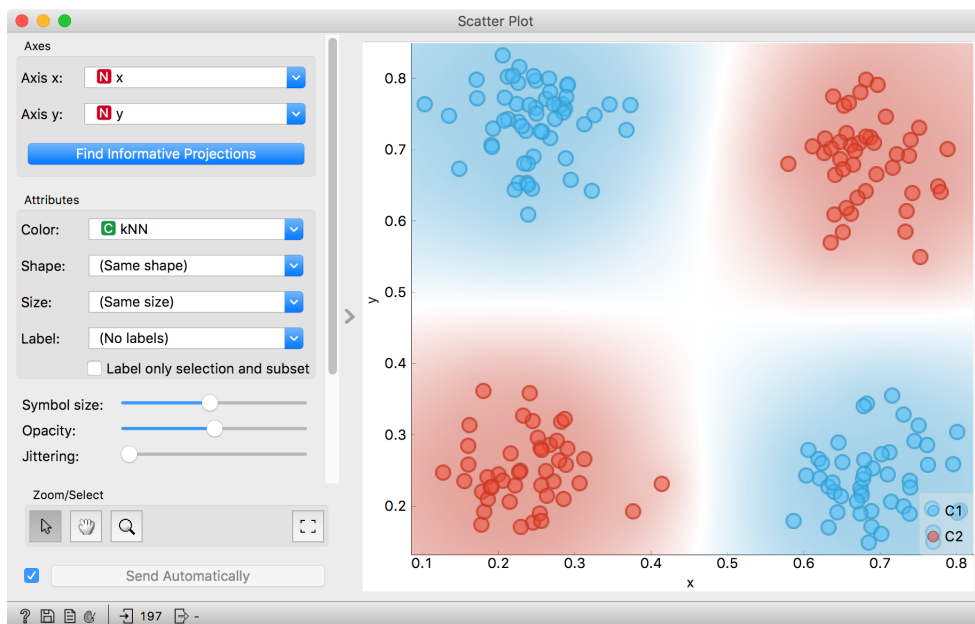 Scatter Plot
Axes
Axis x: N x
Axis y: N y
Find Informative Projections
Attributes
Color: C kNN
Shape: (Same shape)
Size: (Same size)
Label: (No labels)
Label only selection and subset
Symbol size:
Opacity:
Jittering:
Zoom/Select
Send Automatically
? 197 -
0.8
0.7
0.6
0.5
0.4
0.3
0.2
y
0.1 0.2 0.3 0.4 0.5 0.6 0.7 0.8
x
C1
C2